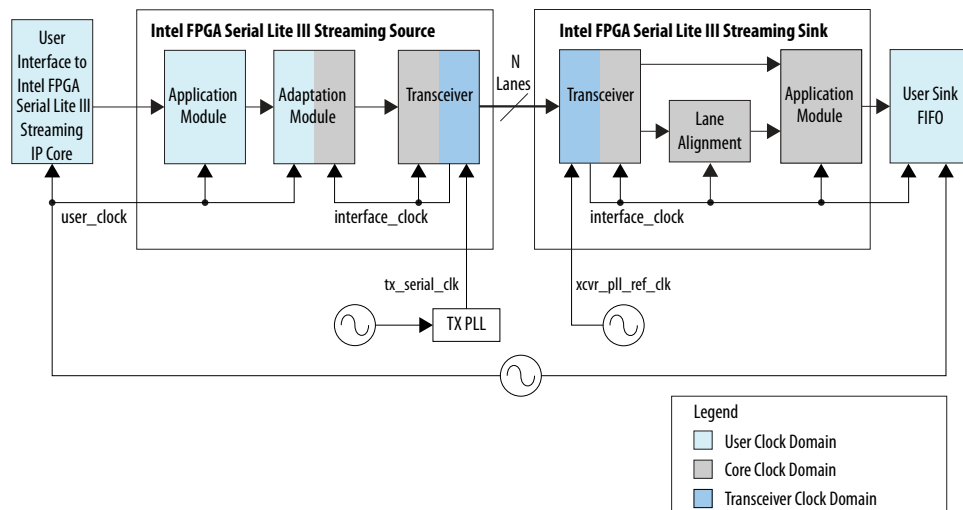 Intel FPGA Serial Lite III Streaming Source
Intel FPGA Serial Lite III Streaming Sink
User
Interface to
Intel FPGA
Serial Lite III
Streaming
IP Core
Application
Module
Adaptation
Module
Transceiver
N
Lanes
Transceiver
Lane
Alignment
Application
Module
User Sink
FIFO
user_clock
interface_clock
interface_clock
tx_serial_clk
xcvr_pll_ref_clk
TX PLL
Legend
User Clock Domain
Core Clock Domain
Transceiver Clock Domain